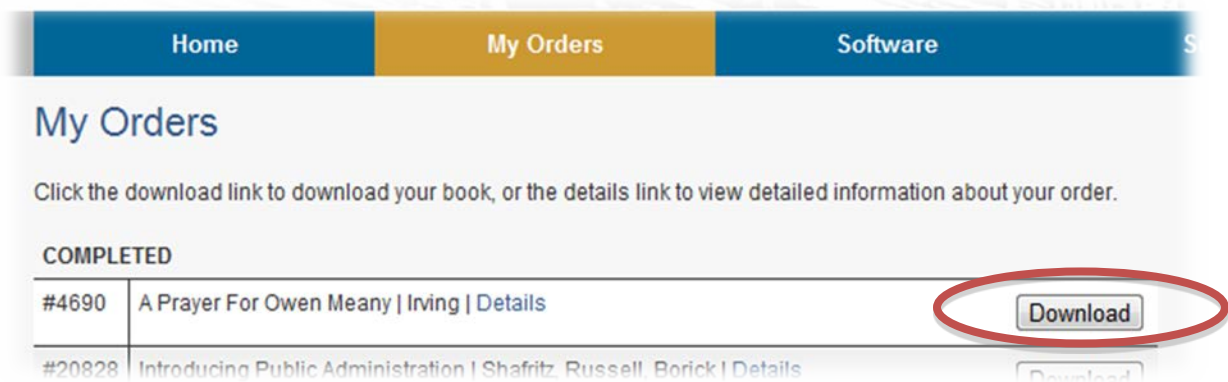 Home My Orders Software S
My Orders
Click the download link to download your book, or the details link to view detailed information about your order.
COMPLETED
#4690 A Prayer For Owen Meany | Irving | Details Download
#20828 Introducing Public Administration | Shafritz, Russell, Borick | Details Download